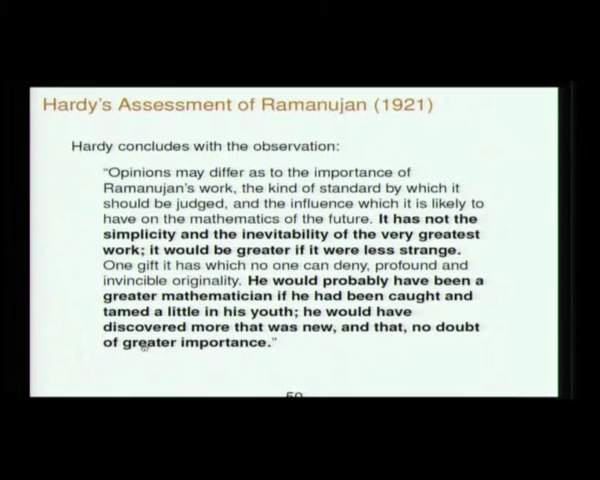 Hardy's Assessment of Ramanujan (1921)
Hardy concludes with the observation:
"Opinions may differ as to the importance of
Ramanujan's work, the kind of standard by which it
should be judged, and the influence which it is likely to
have on the mathematics of the future. It has not the
simplicity and the inevitability of the very greatest
work; it would be greater if it were less strange.
One gift it has which no one can deny, profound and
invincible originality. He would probably have been a
greater mathematician if he had been caught and
tamed a little in his youth; he would have
discovered more that was new, and that, no doubt
of greater importance."